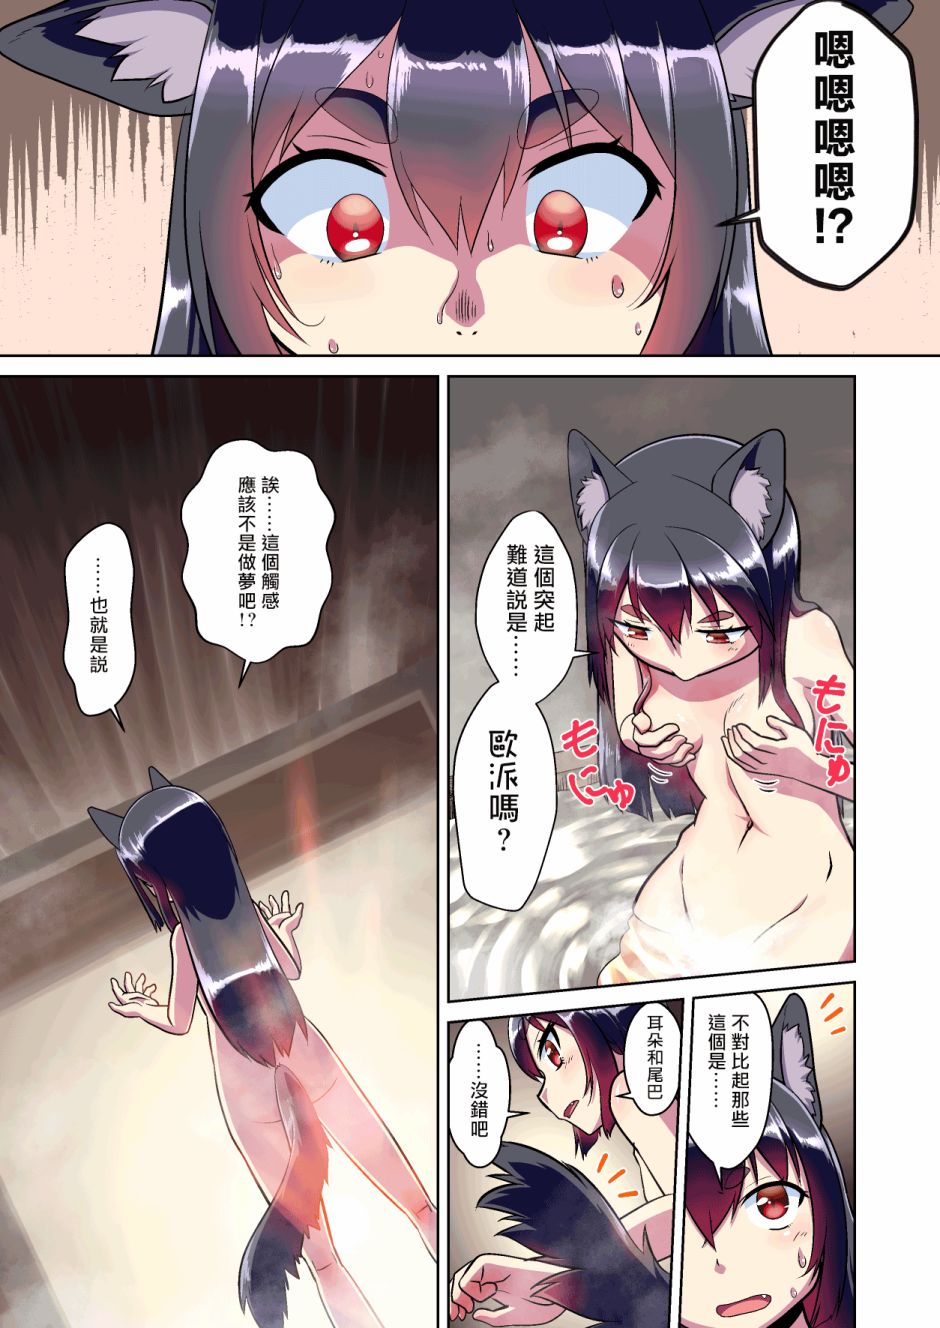 嗯嗯嗯嗯!?
這個突起
難道說是……
歐派嗎?
もにゅ
もにゅ
不對比起那些
這個是……
耳朵和尾巴
……沒錯吧
誒……這個觸感
應該不是做夢吧!?
……也就是説